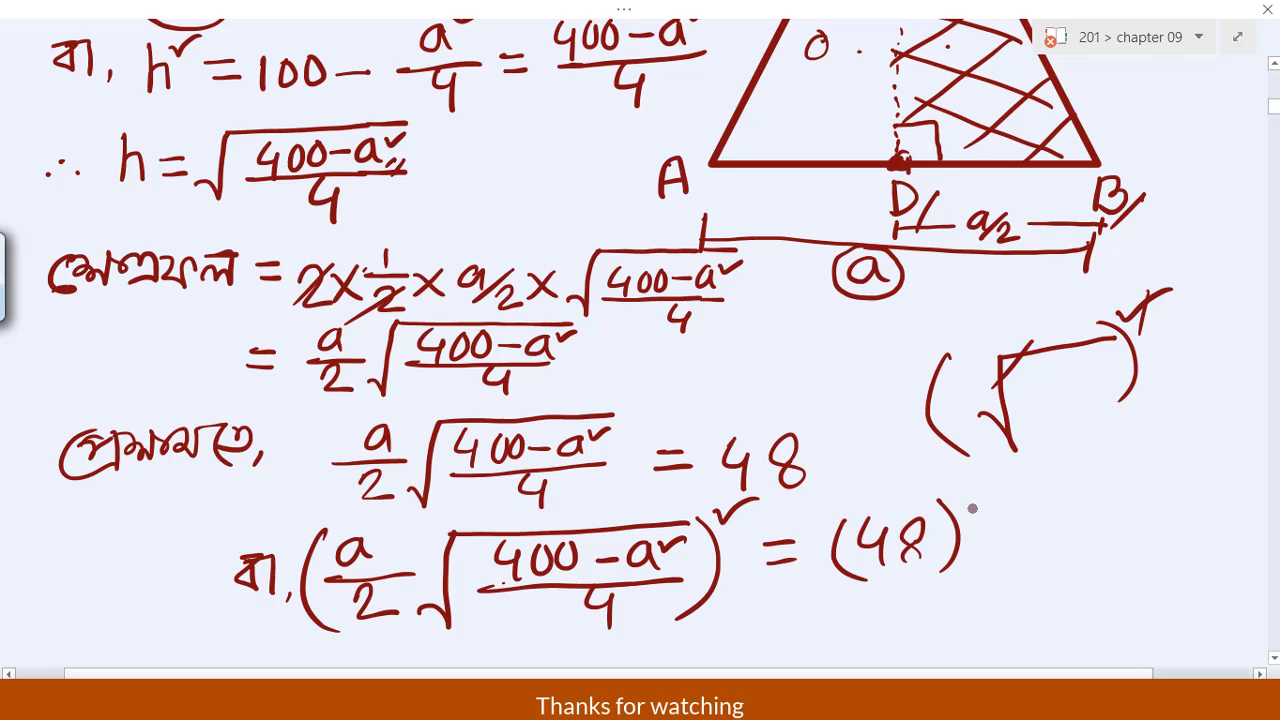 201 > chapter 09
বা, h² = 100 - a²/4 = 400-a²/4
∴ h = √(400-a²/4)
ক্ষেত্রফল = 2 × 1/2 × a/2 × √(400-a²/4)
= a/2 √(400-a²/4)
প্রশ্নমতে, a/2 √(400-a²/4) = 48
বা, (a/2 √(400-a²/4))² = (48)
A
D
B
a/2
a
(√ )²
Thanks for watching